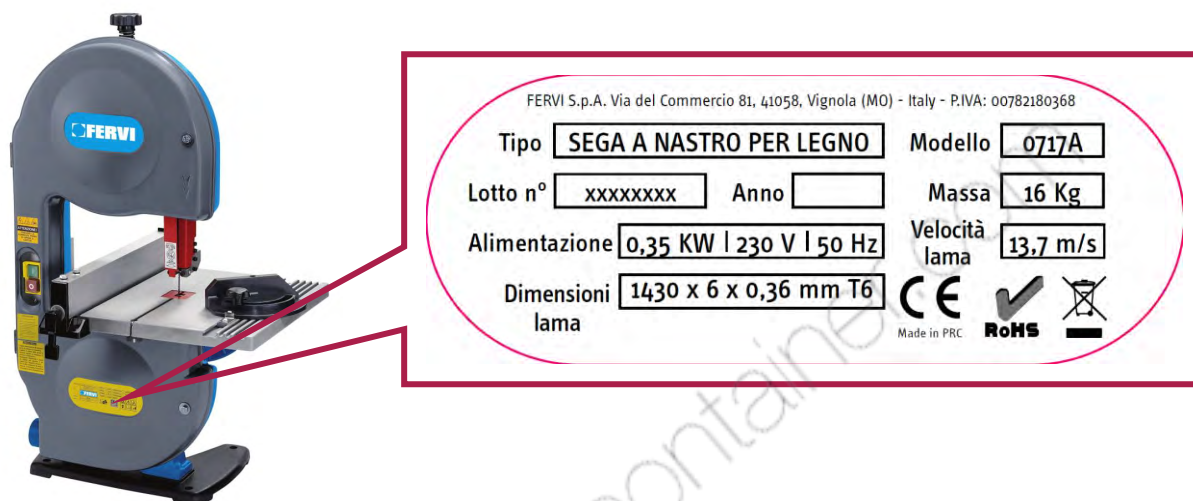 FERVI
ATTENZIONE
FERVI
FERVI S.p.A. Via del Commercio 81, 41058, Vignola (MO) - Italy - P.IVA: 00782180368
Tipo SEGA A NASTRO PER LEGNO Modello 0717A
Lotto n° xxxxxxxx Anno Massa 16 Kg
Alimentazione 0,35 KW | 230 V | 50 Hz Velocità lama 13,7 m/s
Dimensioni lama 1430 x 6 x 0,36 mm T6
CE
Made in PRC
RoHS